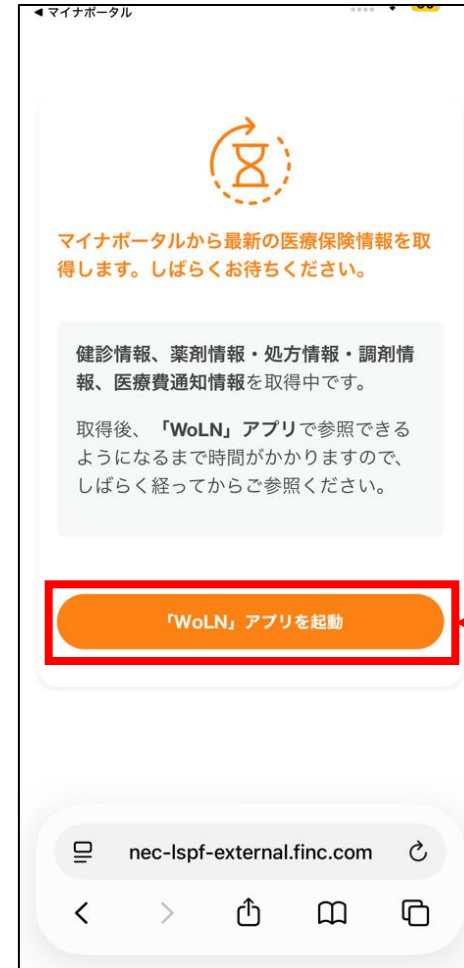 ◀ マイナポータル
マイナポータルから最新の医療保険情報を取
得します。しばらくお待ちください。
健診情報、薬剤情報・処方情報・調剤情
報、医療費通知情報を取得中です。
取得後、「WoLN」アプリで参照できる
ようになるまで時間がかかりますので、
しばらく経ってからご参照ください。
「WoLN」アプリを起動
nec-lspf-external.finc.com